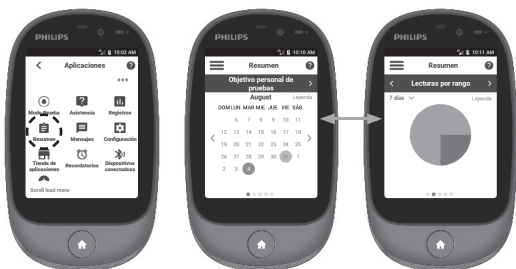 PHILIPS
10:02 AM
Aplicaciones
?
Modo Prueba
Asistencia
Registros
Resumen
Mensajes
Configuración
Tienda de
aplicaciones
Recordatorios
Dispositivos
conectados
Scroll load more
PHILIPS
10:10 AM
Resumen
?
Objetivo personal de
pruebas
August
Leyenda
DOM LUN. MAR MIE. JUE VIE SÁB.
6 7 8 9 10 11
12 13 14 15 16 17 18
19 20 21 22 23 24 25
26 27 28 29 30 31 1
2 3 4
PHILIPS
10:11 AM
Resumen
?
Lecturas por rango
7 días
Leyenda